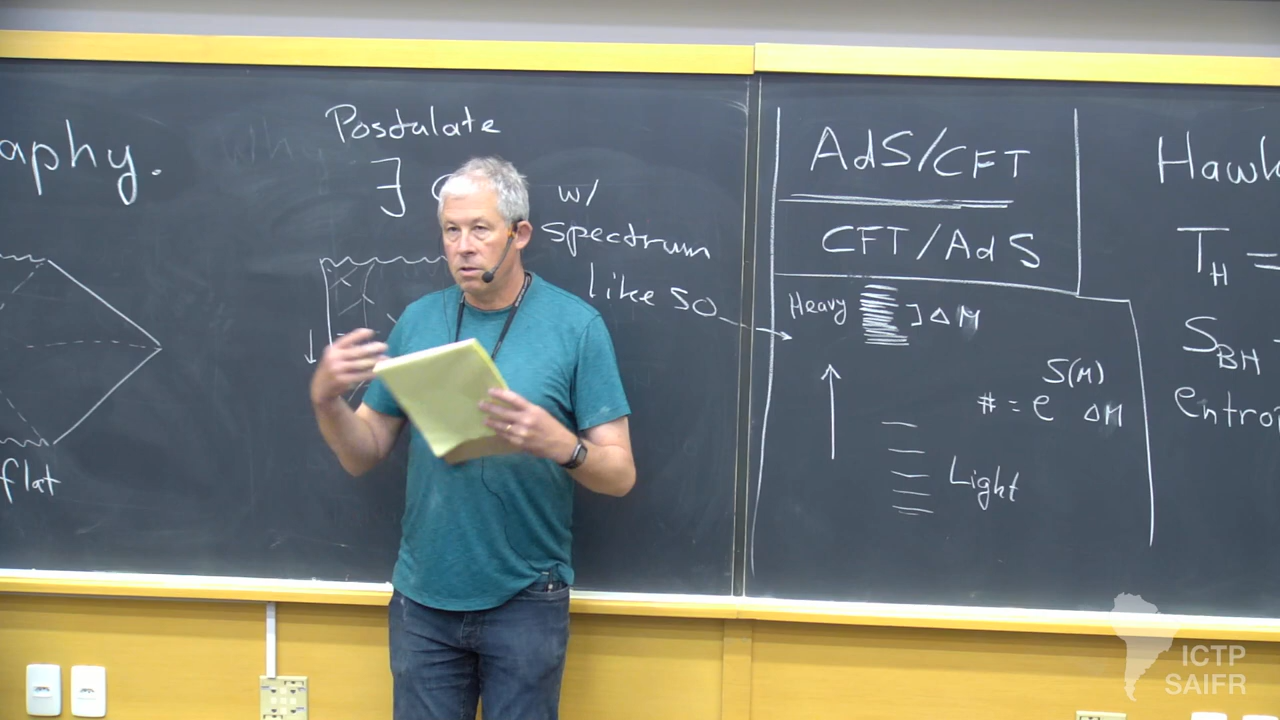 aphy.
flat
Postulate
∃
w/
spectrum
like so
AdS/CFT
CFT/AdS
Heavy
] ΔM
# = e^{S(M)} ΔM
Light
Hawk
T_H =
S_BH
entro
ICTP
SAIFR